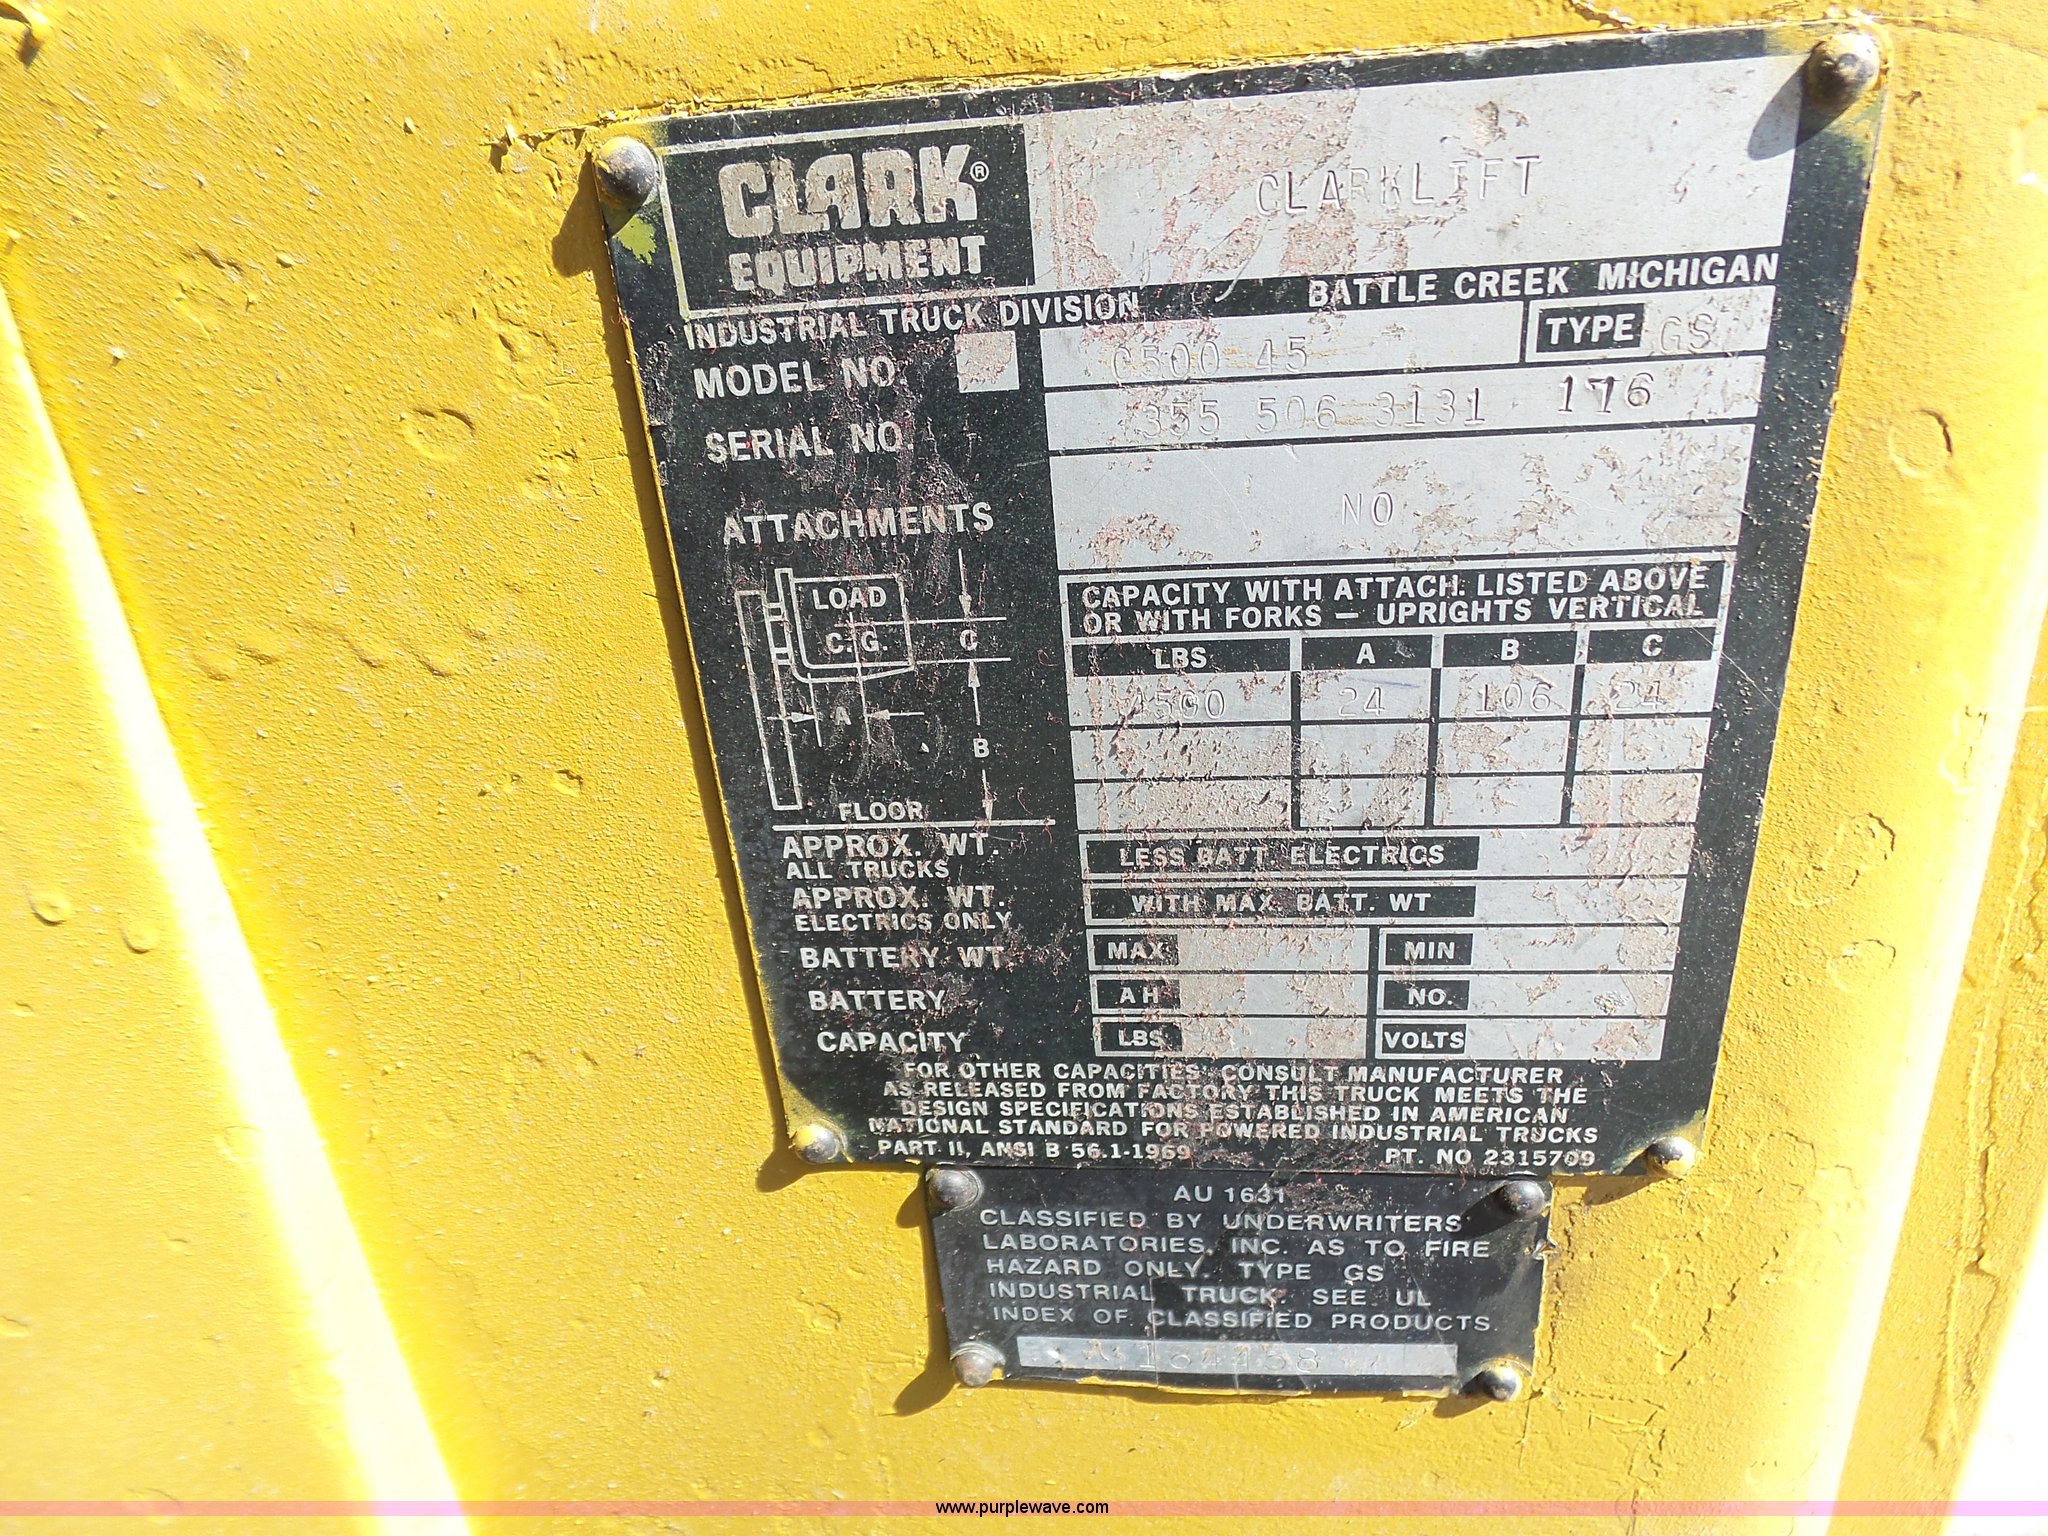 CLARK®
EQUIPMENT
CLARKLIFT
INDUSTRIAL TRUCK DIVISION BATTLE CREEK MICHIGAN
MODEL NO. C500 45 TYPE GS
SERIAL NO 355 506 3131 176
ATTACHMENTS NO
CAPACITY WITH ATTACH. LISTED ABOVE
OR WITH FORKS – UPRIGHTS VERTICAL
LBS A B C
4500 24 106 24
LOAD
C.G.
C
A
B
FLOOR
APPROX. WT. LESS BATT. ELECTRICS
ALL TRUCKS
APPROX. WT. WITH MAX. BATT. WT
ELECTRICS ONLY
BATTERY WT. MAX MIN
BATTERY AH NO.
CAPACITY LBS VOLTS
FOR OTHER CAPACITIES CONSULT MANUFACTURER
AS RELEASED FROM FACTORY THIS TRUCK MEETS THE
DESIGN SPECIFICATIONS ESTABLISHED IN AMERICAN
NATIONAL STANDARD FOR POWERED INDUSTRIAL TRUCKS
PART II, ANSI B 56.1-1969 PT. NO 2315709
AU 1631
CLASSIFIED BY UNDERWRITERS
LABORATORIES, INC. AS TO FIRE
HAZARD ONLY. TYPE GS
INDUSTRIAL TRUCK. SEE UL
INDEX OF CLASSIFIED PRODUCTS.
www.purplewave.com